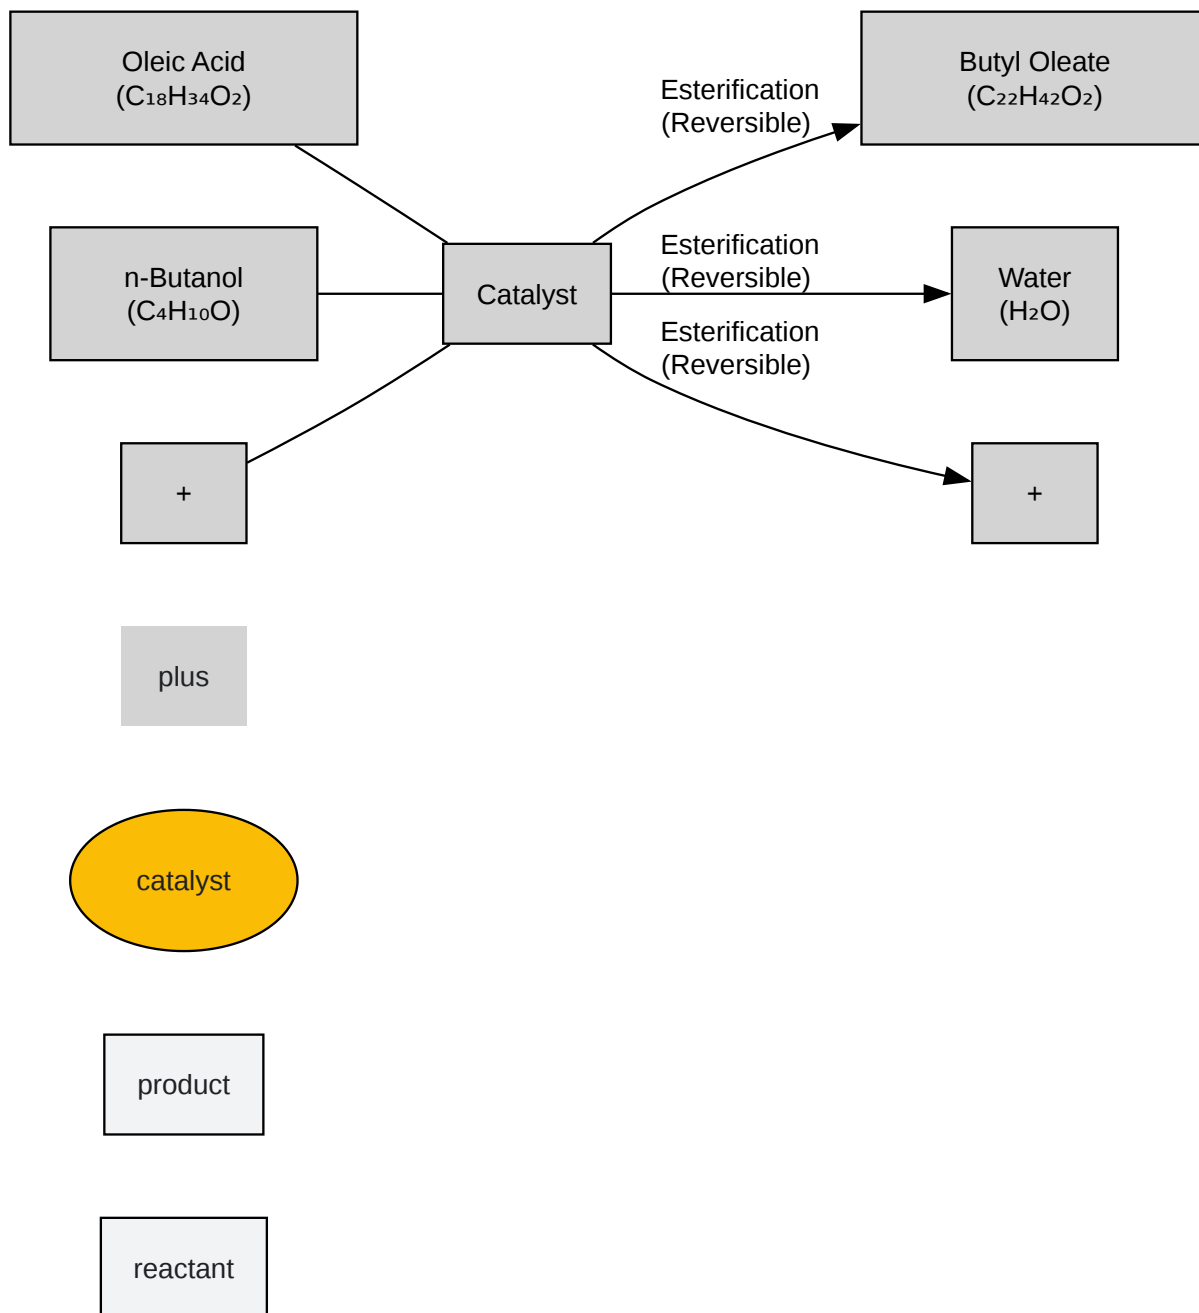 Oleic Acid
(C₁₈H₃₄O₂)
Esterification
(Reversible)
Butyl Oleate
(C₂₂H₄₂O₂)
n-Butanol
(C₄H₁₀O)
Catalyst
Esterification
(Reversible)
Water
(H₂O)
Esterification
(Reversible)
+
+
plus
catalyst
product
reactant